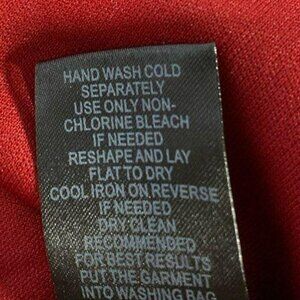 HAND WASH COLD
SEPARATELY
USE ONLY NON-
CHLORINE BLEACH
IF NEEDED
RESHAPE AND LAY
FLAT TO DRY
COOL IRON ON REVERSE
IF NEEDED
DRY CLEAN
RECOMMENDED
FOR BEST RESULTS
PUT THE GARMENT
INTO WASHING BAG